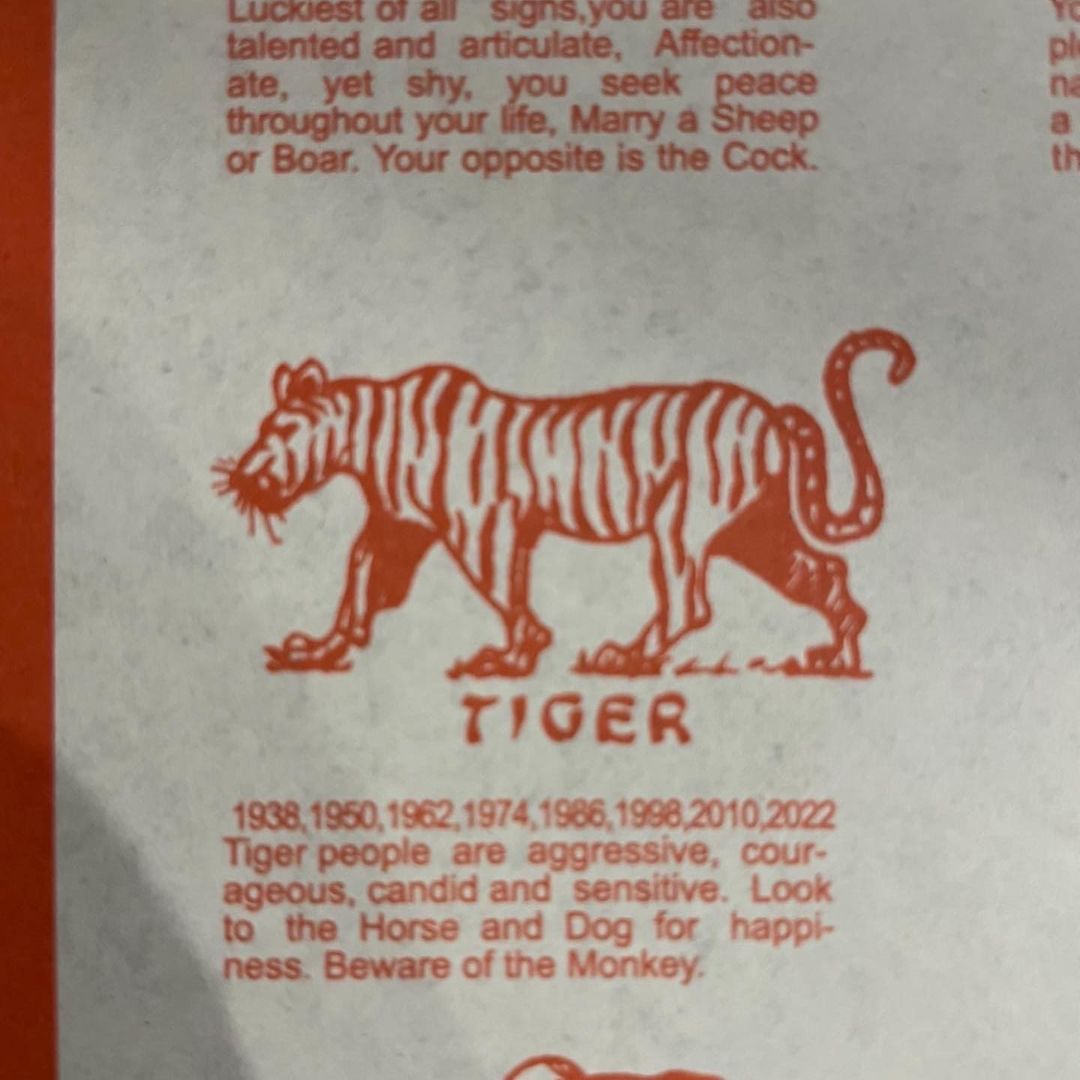 Luckiest of all signs,you are also
talented and articulate, Affection-
ate, yet shy, you seek peace
throughout your life, Marry a Sheep
or Boar. Your opposite is the Cock.
a
TIGER
1938,1950,1962,1974,1986,1998,2010,2022
Tiger people are aggressive, cour-
ageous, candid and sensitive. Look
to the Horse and Dog for happi-
ness. Beware of the Monkey.